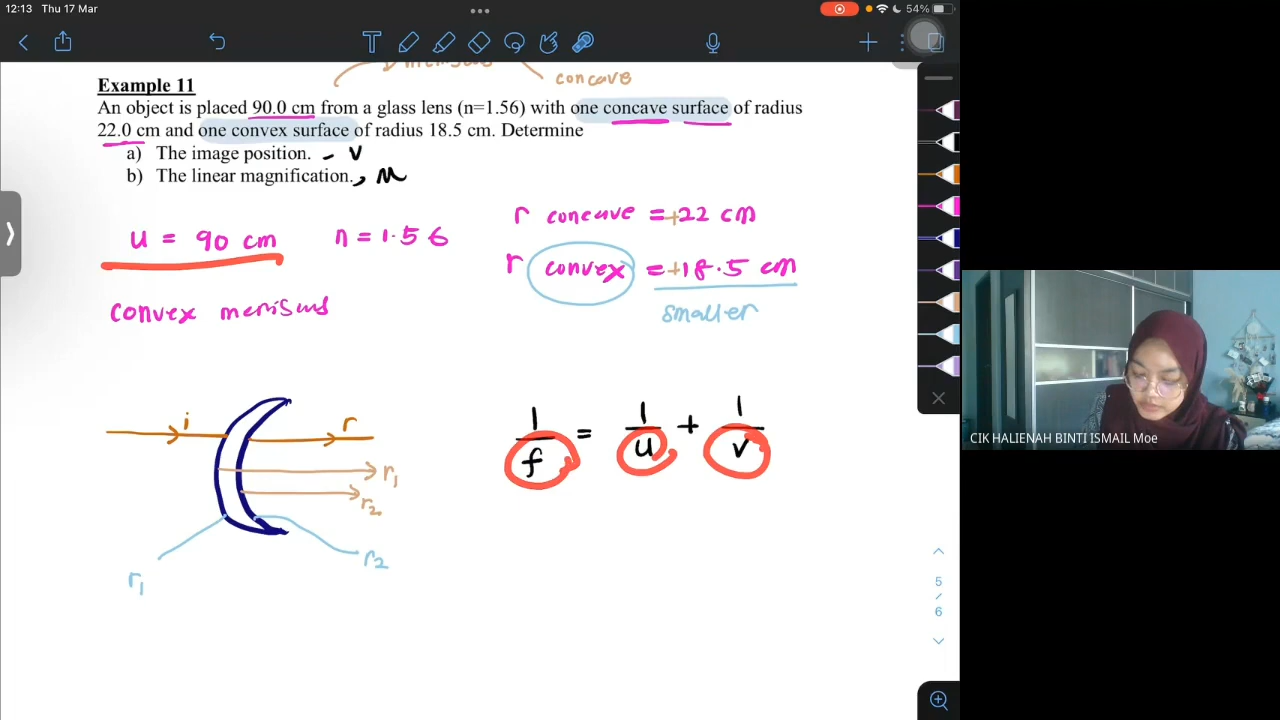 12:13 Thu 17 Mar
54%
concave
Example 11
An object is placed 90.0 cm from a glass lens (n=1.56) with one concave surface of radius
22.0 cm and one convex surface of radius 18.5 cm. Determine
a) The image position. - v
b) The linear magnification. , M
r concave = +22 cm
u = 90 cm n = 1.56
r convex = +18.5 cm
smaller
convex meniscus
i r
r1
r2
r1
r2
1/f = 1/u + 1/v
5
/
6
CIK HALIENAH BINTI ISMAIL Moe